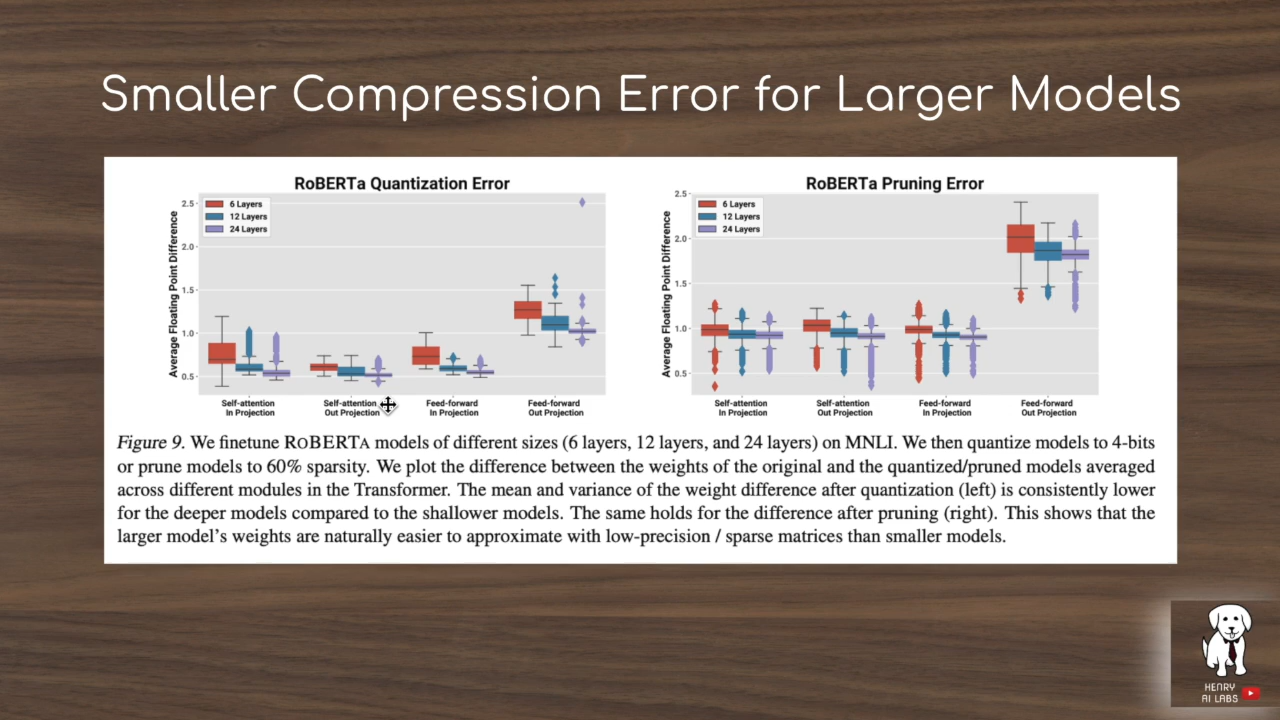 Smaller Compression Error for Larger Models
RoBERTa Quantization Error
Average Floating Point Difference
2.5
2.0
1.5
1.0
0.5
6 Layers
12 Layers
24 Layers
Self-attention
In Projection
Self-attention
Out Projection
Feed-forward
In Projection
Feed-forward
Out Projection
RoBERTa Pruning Error
Average Floating Point Difference
2.5
2.0
1.5
1.0
0.5
6 Layers
12 Layers
24 Layers
Self-attention
In Projection
Self-attention
Out Projection
Feed-forward
In Projection
Feed-forward
Out Projection
Figure 9. We finetune ROBERTA models of different sizes (6 layers, 12 layers, and 24 layers) on MNLI. We then quantize models to 4-bits
or prune models to 60% sparsity. We plot the difference between the weights of the original and the quantized/pruned models averaged
across different modules in the Transformer. The mean and variance of the weight difference after quantization (left) is consistently lower
for the deeper models compared to the shallower models. The same holds for the difference after pruning (right). This shows that the
larger model's weights are naturally easier to approximate with low-precision / sparse matrices than smaller models.
HENRY
AI LABS